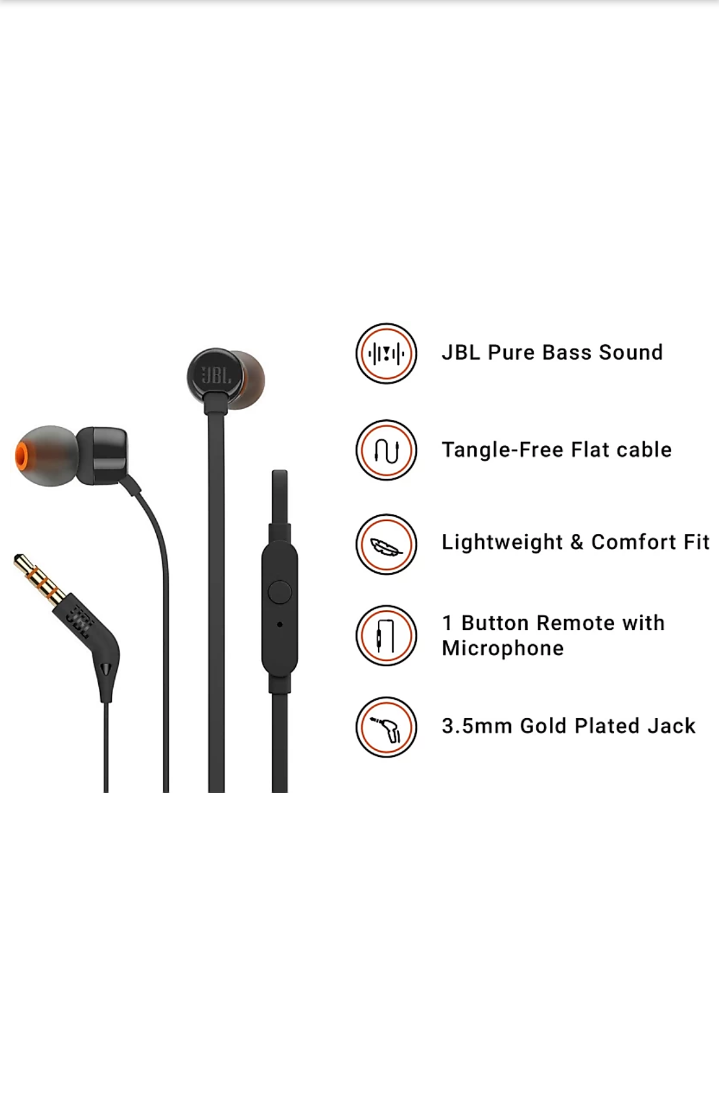 JBL
JBL
JBL Pure Bass Sound
Tangle-Free Flat cable
Lightweight & Comfort Fit
1 Button Remote with
Microphone
3.5mm Gold Plated Jack